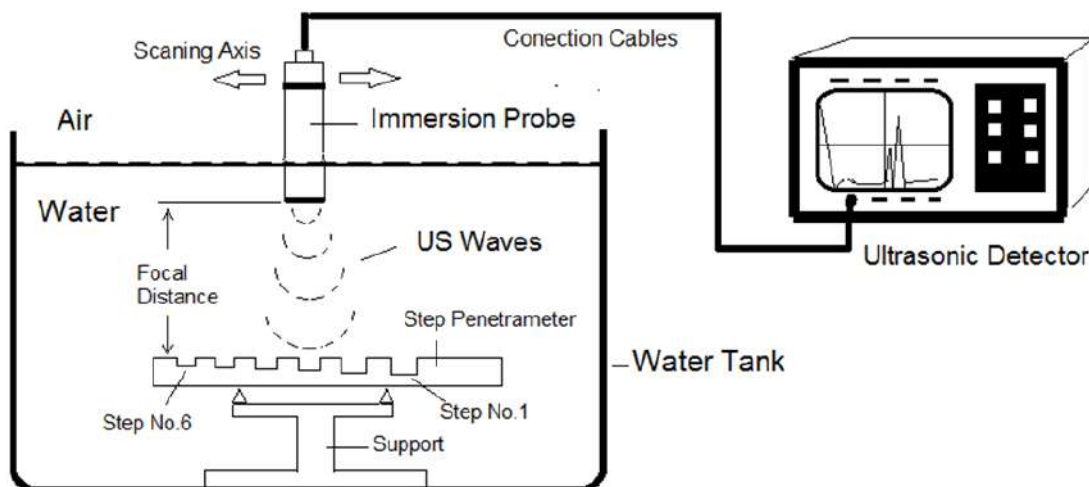 Conection Cables
Scaning Axis
Air
Immersion Probe
Water
US Waves
Ultrasonic Detector
Focal
Distance
Step Penetrameter
Water Tank
Step No.6
Step No.1
Support